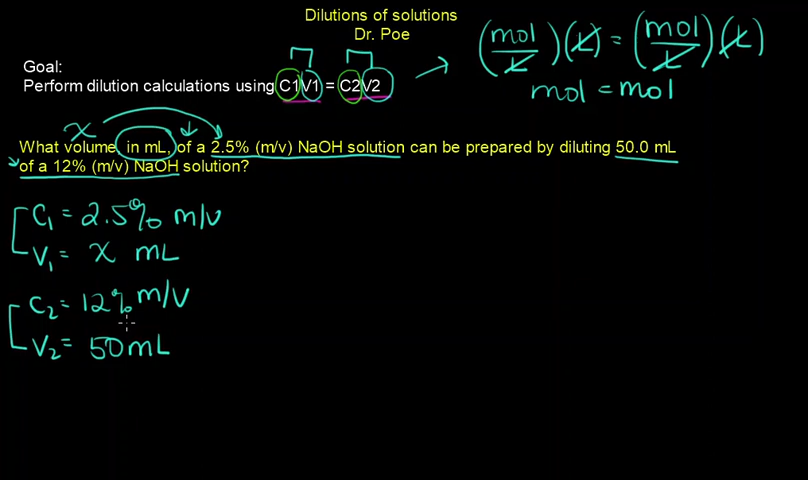 Dilutions of solutions
Dr. Poe
Goal:
Perform dilution calculations using C1V1 = C2V2
(mol/L)(L) = (mol/L)(L)
mol = mol
x
What volume in mL, of a 2.5% (m/v) NaOH solution can be prepared by diluting 50.0 mL
of a 12% (m/v) NaOH solution?
C₁ = 2.5% m/v
V₁ = x mL
C₂ = 12% m/v
V₂ = 50 mL